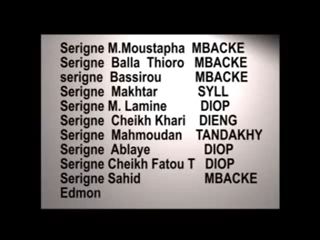 Serigne M.Moustapha MBACKE
Serigne Balla Thioro MBACKE
serigne Bassirou MBACKE
Serigne Makhtar SYLL
Serigne M. Lamine DIOP
Serigne Cheikh Khari DIENG
Serigne Mahmoudan TANDAKHY
Serigne Ablaye DIOP
Serigne Cheikh Fatou T DIOP
Serigne Sahid MBACKE
Edmon